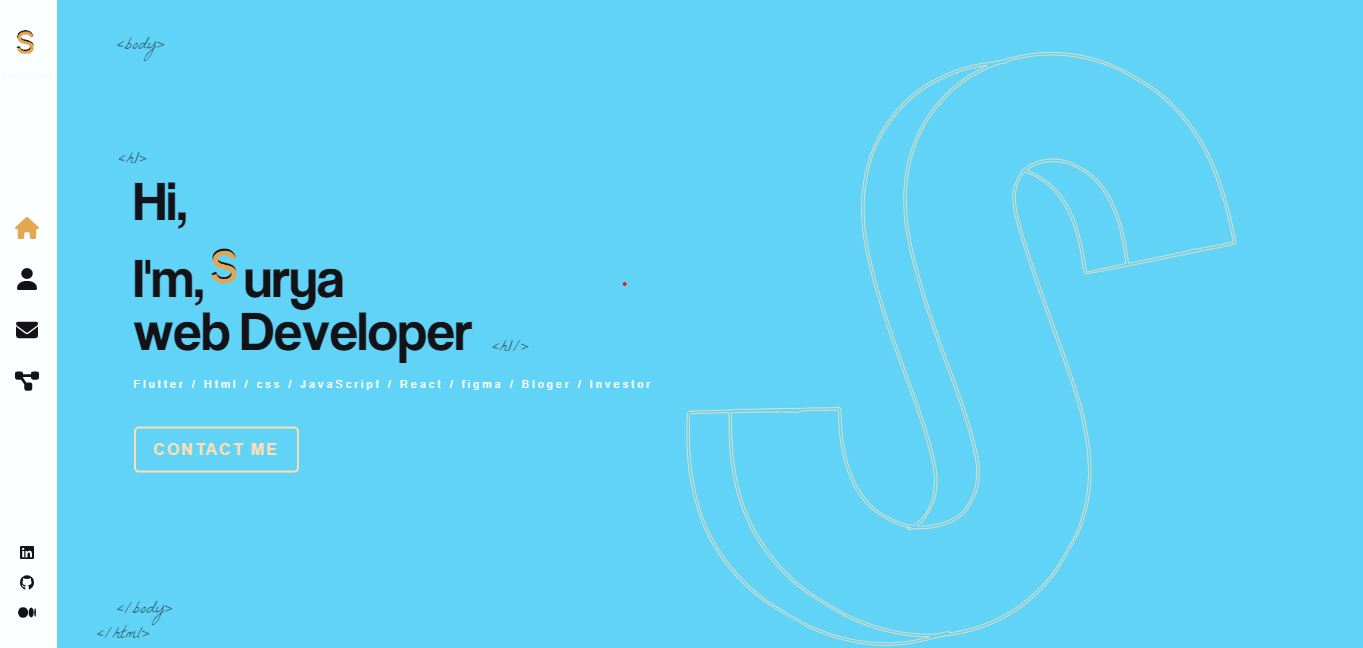 S
<body>
<h1>
Hi,
I'm, Surya
web Developer
<h1/>
Flutter / Html / css / JavaScript / React / figma / Bloger / Investor
CONTACT ME
</body>
</html>
S